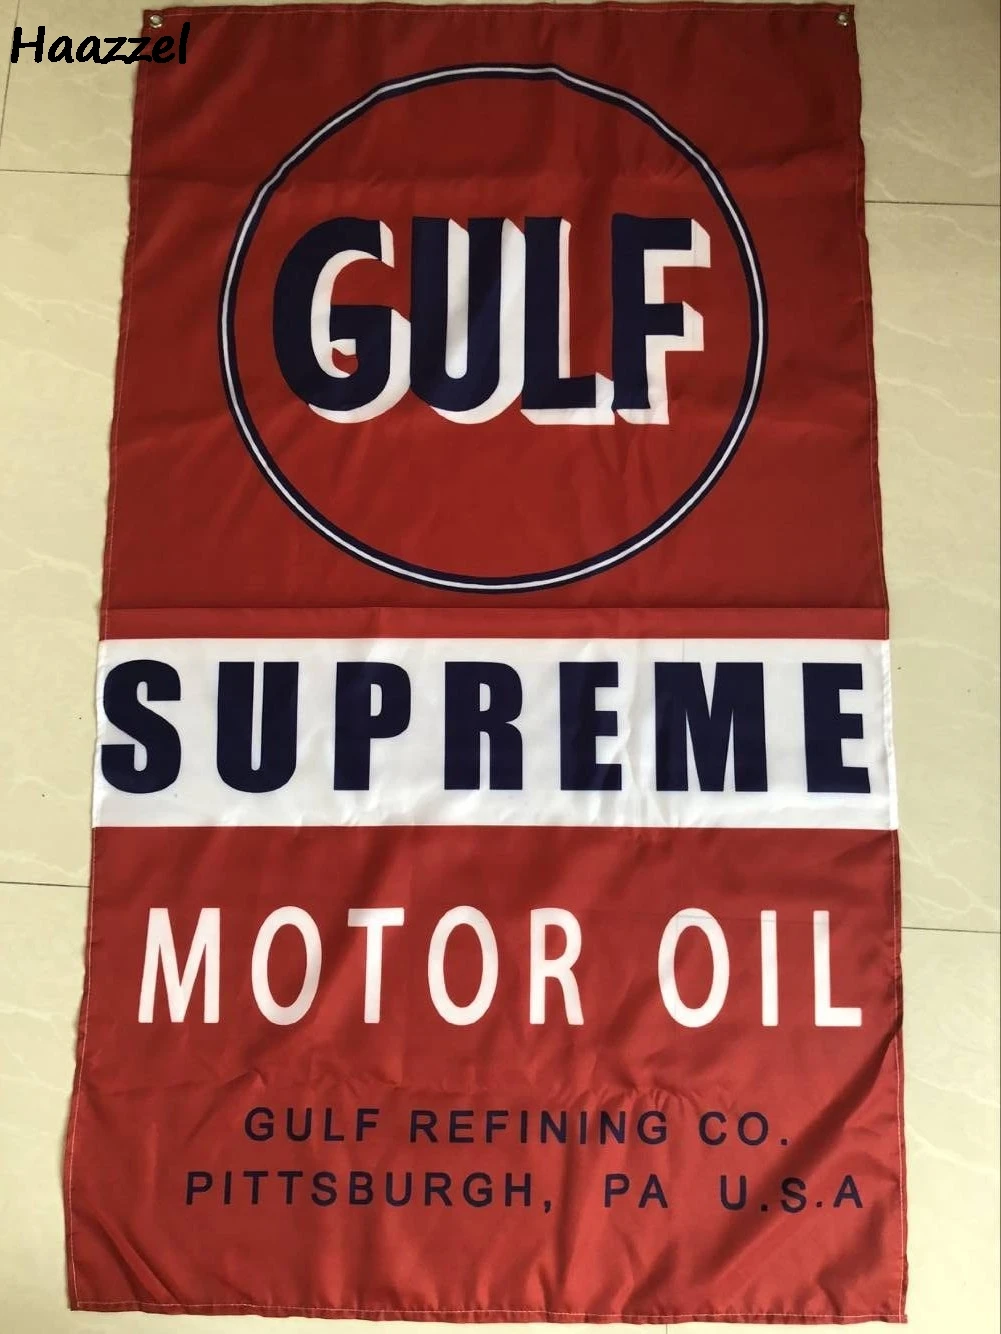 Haazzel
GULF
SUPREME
MOTOR OIL
GULF REFINING CO.
PITTSBURGH, PA U.S.A